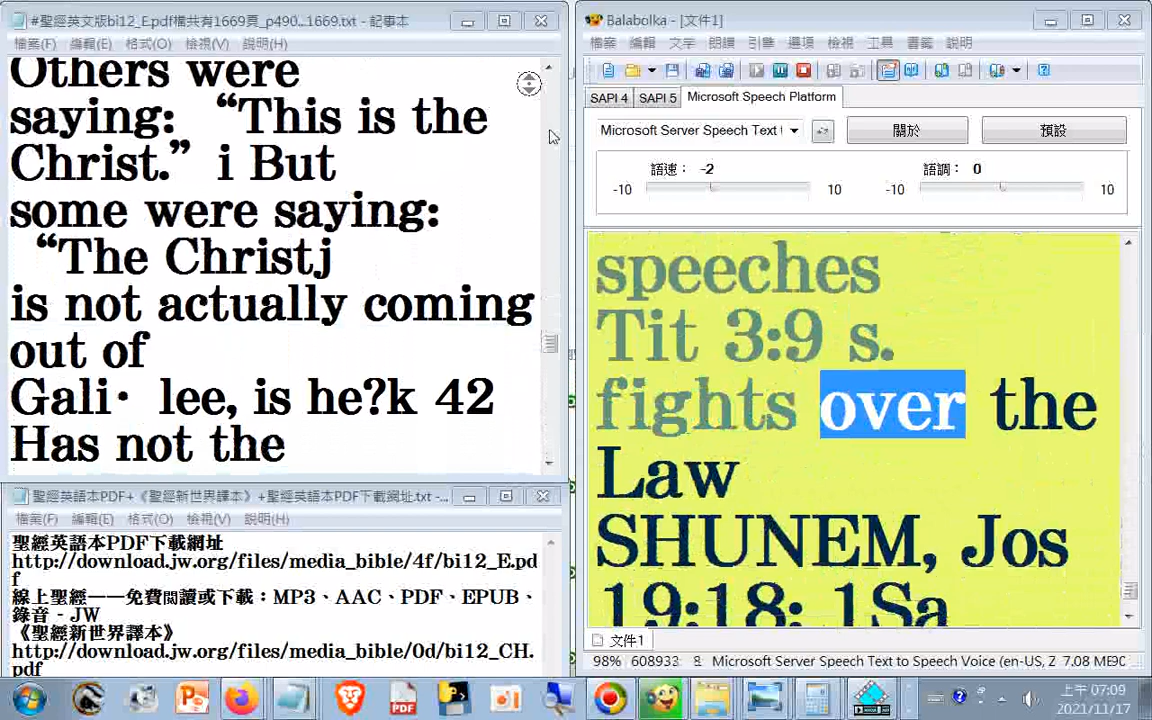 #聖經英文版bi12_E.pdf檔共有1669頁_p490...1669.txt - 記事本
檔案(F) 編輯(E) 格式(O) 檢視(V) 說明(H)
Others were
saying: “This is the
Christ.” i But
some were saying:
“The Christj
is not actually coming
out of
Gali· lee, is he?k 42
Has not the
聖經英語本PDF+《聖經新世界譯本》+聖經英語本PDF下載網址.txt -...
檔案(F) 編輯(E) 格式(O) 檢視(V) 說明(H)
聖經英語本PDF下載網址
http://download.jw.org/files/media_bible/4f/bi12_E.pd
f
線上聖經——免費閱讀或下載：MP3、AAC、PDF、EPUB、
錄音 - JW
《聖經新世界譯本》
http://download.jw.org/files/media_bible/0d/bi12_CH.
pdf
Balabolka - [文件1]
檔案 編輯 文字 朗讀 引擎 選項 檢視 工具 書籤 說明
SAPI 4 SAPI 5 Microsoft Speech Platform
Microsoft Server Speech Text 關於 預設
語速： -2 語調： 0
-10 10 -10 10
speeches
Tit 3:9 s.
fights over the
Law
SHUNEM, Jos
19:18; 1Sa
文件1
98% 608933 Microsoft Server Speech Text to Speech Voice (en-US, Z 7.08 МБ
上午 07:09
2021/11/17